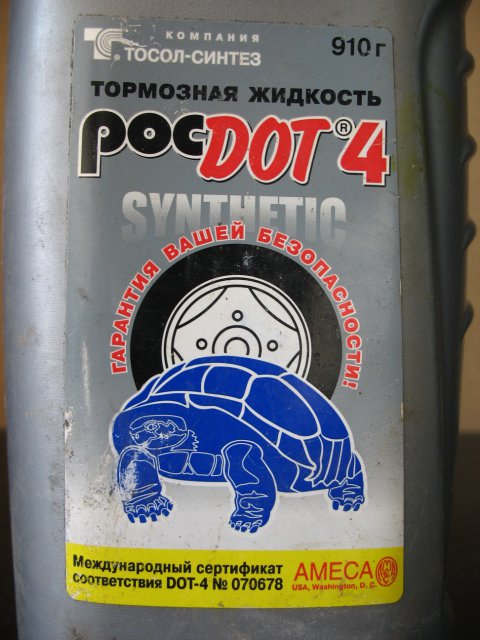 КОМПАНИЯ
ТОСОЛ-СИНТЕЗ
910 г
ТОРМОЗНАЯ ЖИДКОСТЬ
РОСDOT® 4
SYNTHETIC
ГАРАНТИЯ ВАШЕЙ БЕЗОПАСНОСТИ!
Международный сертификат
соответствия DOT-4 № 070678
AMECA
USA, Washington, D. C.